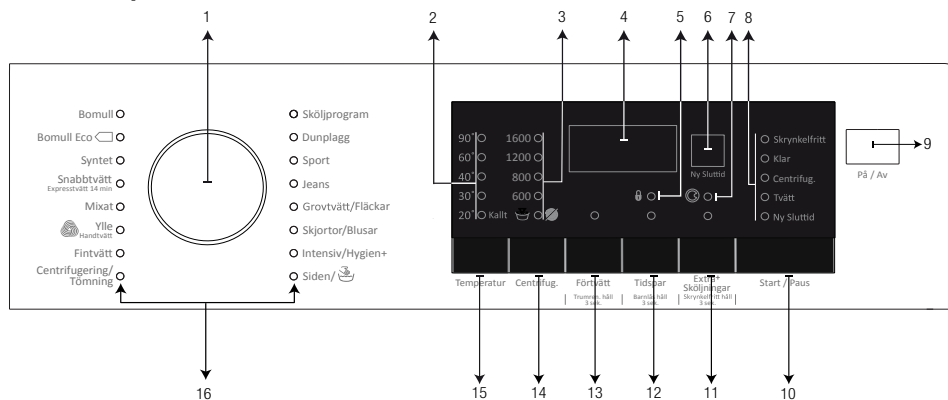 1
2
3
4
5
6
7
8
Bomull
Bomull Eco
Syntet
Snabbtvätt
Expresstvätt 14 min
Mixat
Ylle
Handtvätt
Fintvätt
Centrifugering/
Tömning
Sköljprogram
Dunplagg
Sport
Jeans
Grovtvätt/Fläckar
Skjortor/Blusar
Intensiv/Hygien+
Siden/
90°
60°
40°
30°
20° Kallt
1600
1200
800
600
Ny Sluttid
Skrynkelfritt
Klar
Centrifug.
Tvätt
Ny Sluttid
9
På / Av
Temperatur
Centrifug.
Förtvätt
Trumren. håll
3 sek.
Tidspar
Barnlås håll
3 sek.
Extra+
Sköljningar
Skrynkelfritt håll
3 sek.
Start / Paus
16
15
14
13
12
11
10